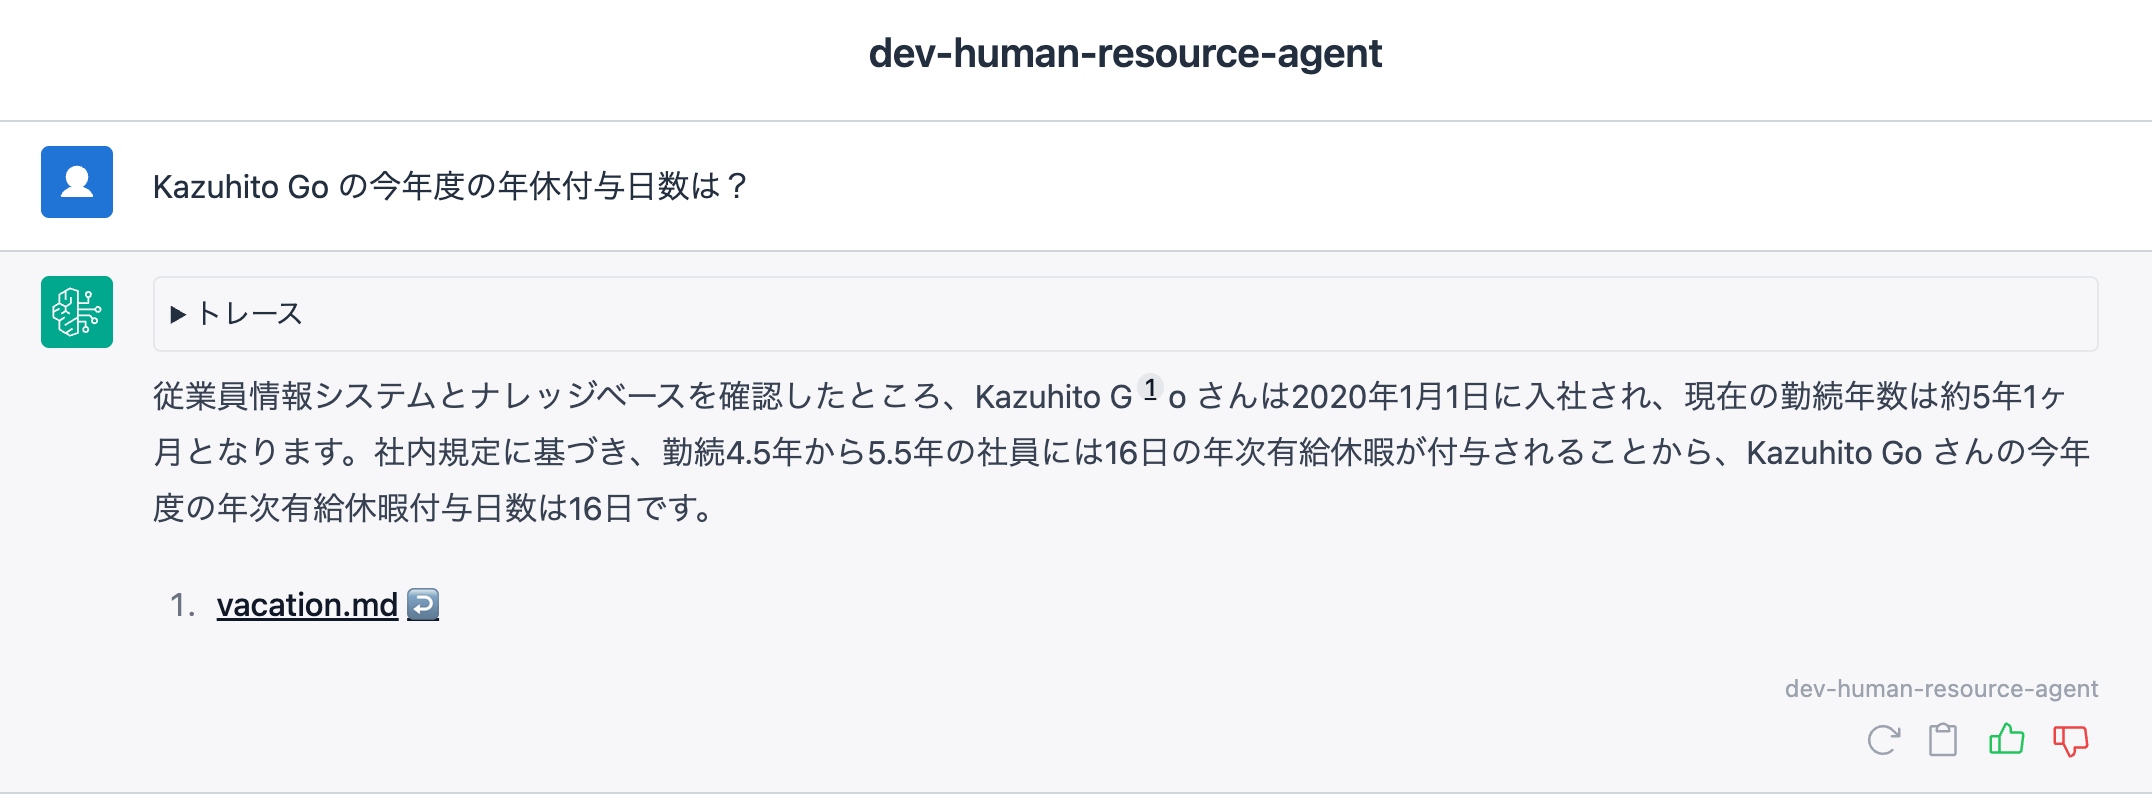 dev-human-resource-agent
Kazuhito Go の今年度の年休付与日数は？
▶トレース
従業員情報システムとナレッジベースを確認したところ、Kazuhito G1o さんは2020年1月1日に入社され、現在の勤続年数は約5年1ヶ
月となります。社内規定に基づき、勤続4.5年から5.5年の社員には16日の年次有給休暇が付与されることから、Kazuhito Go さんの今年
度の年次有給休暇付与日数は16日です。
1. vacation.md ↩
dev-human-resource-agent